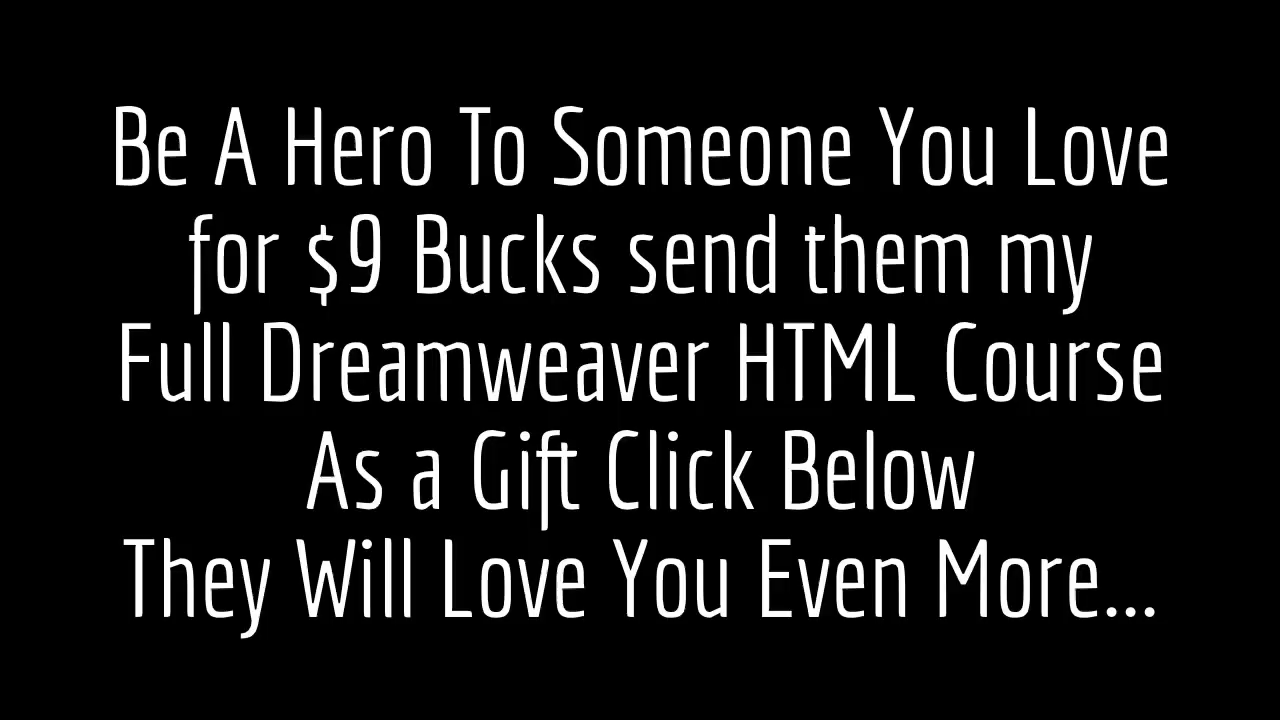 Be A Hero To Someone You Love
for $9 Bucks send them my
Full Dreamweaver HTML Course
As a Gift Click Below
They Will Love You Even More...